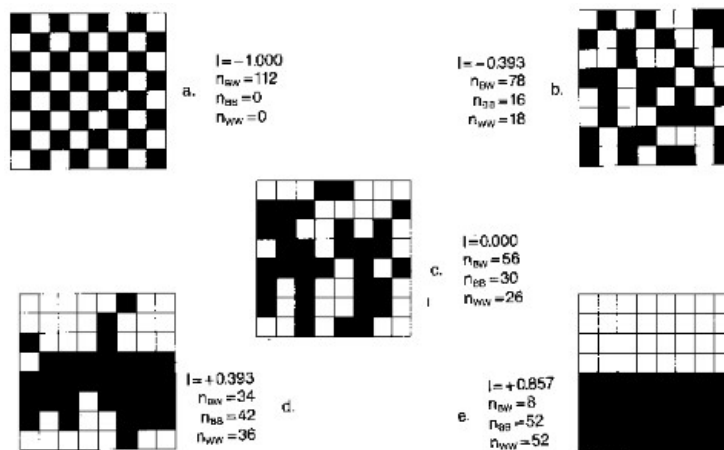 I=−1.000
n_BW=112
a.
n_BB=0
n_WW=0
I=−0.393
n_BW=78
b.
n_BB=16
n_WW=18
I=0.000
c.
n_BW=56
n_BB=30
n_WW=26
I=+0.393
n_BW=34
d.
n_BB=42
n_WW=36
I=+0.857
n_BW=8
e.
n_BB=52
n_WW=52